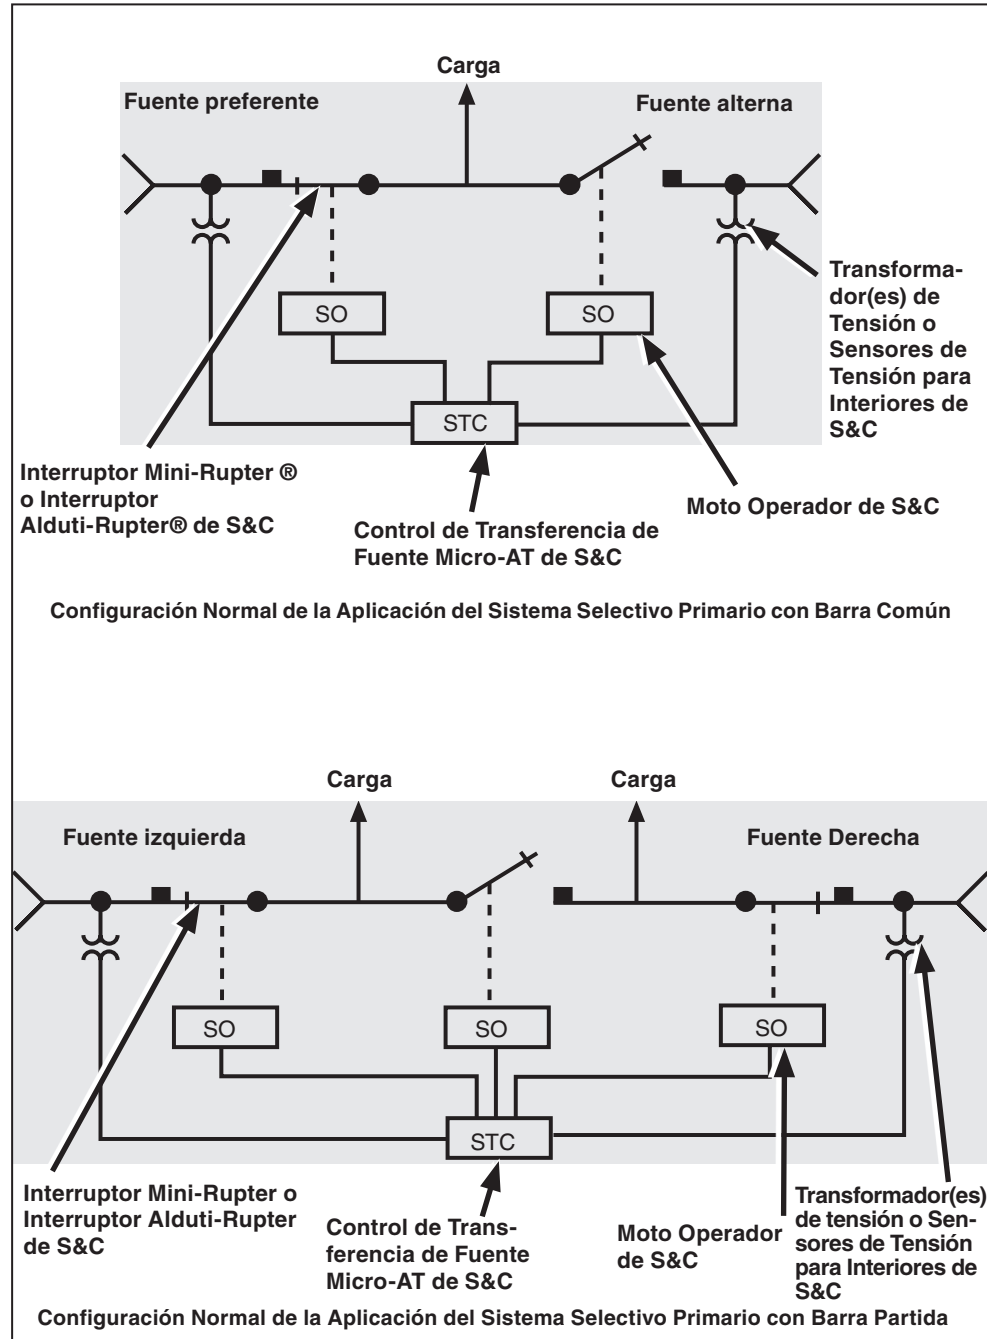 Carga
Fuente preferente
Fuente alterna
Transforma-
dor(es) de
Tensión o
Sensores de
Tensión para
Interiores de
S&C
SO
SO
STC
Interruptor Mini-Rupter ®
o Interruptor
Alduti-Rupter® de S&C
Moto Operador de S&C
Control de Transferencia de
Fuente Micro-AT de S&C
Configuración Normal de la Aplicación del Sistema Selectivo Primario con Barra Común
Carga
Carga
Fuente izquierda
Fuente Derecha
SO
SO
SO
STC
Interruptor Mini-Rupter o
Interruptor Alduti-Rupter
de S&C
Control de Trans-
ferencia de Fuente
Micro-AT de S&C
Moto Operador
de S&C
Transformador(es)
de tensión o Sen-
sores de Tensión
para Interiores de
S&C
Configuración Normal de la Aplicación del Sistema Selectivo Primario con Barra Partida